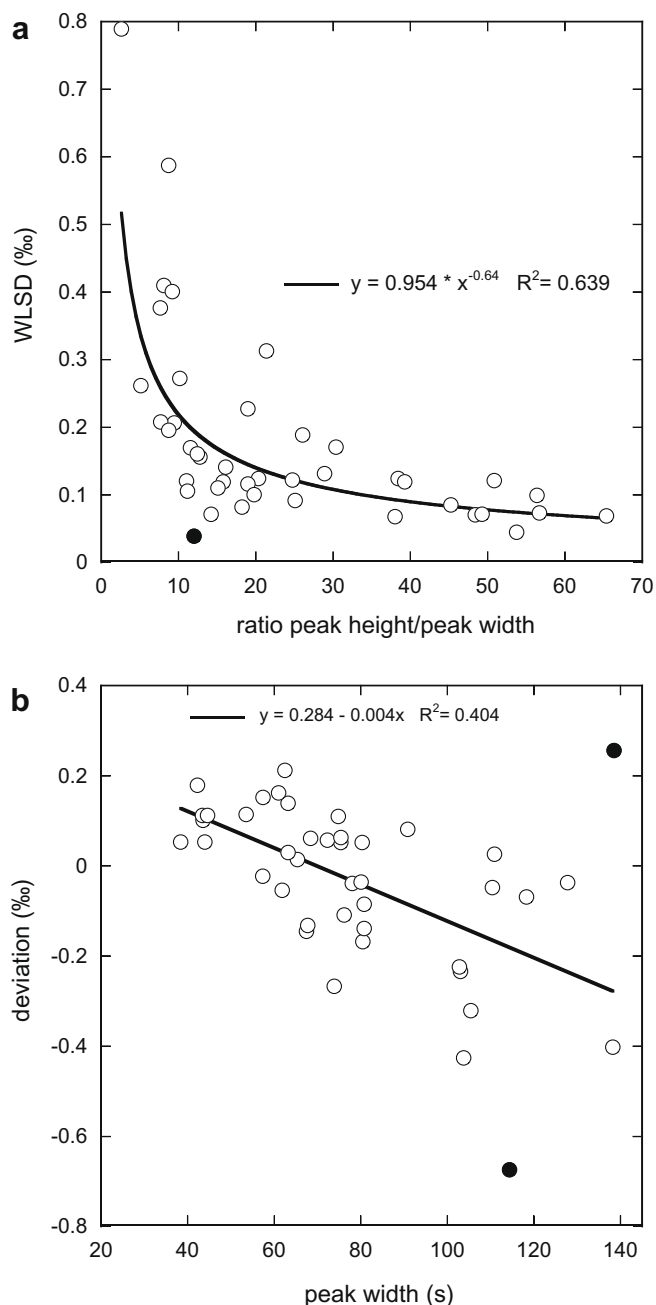 a
0.8
0.7
0.6
0.5
0.4
0.3
0.2
0.1
0
WLSD (‰)
y = 0.954 * x^-0.64 R²= 0.639
0 10 20 30 40 50 60 70
ratio peak height/peak width
b
0.4
0.2
0
-0.2
-0.4
-0.6
-0.8
deviation (‰)
y = 0.284 - 0.004x R²= 0.404
20 40 60 80 100 120 140
peak width (s)